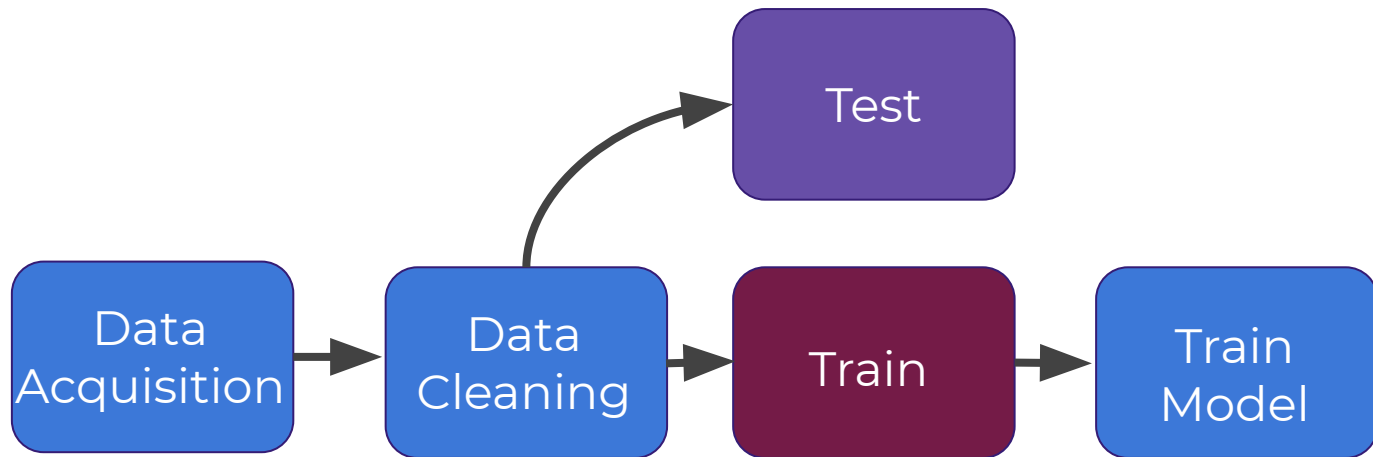 Test
Data
Acquisition
Data
Cleaning
Train
Train
Model